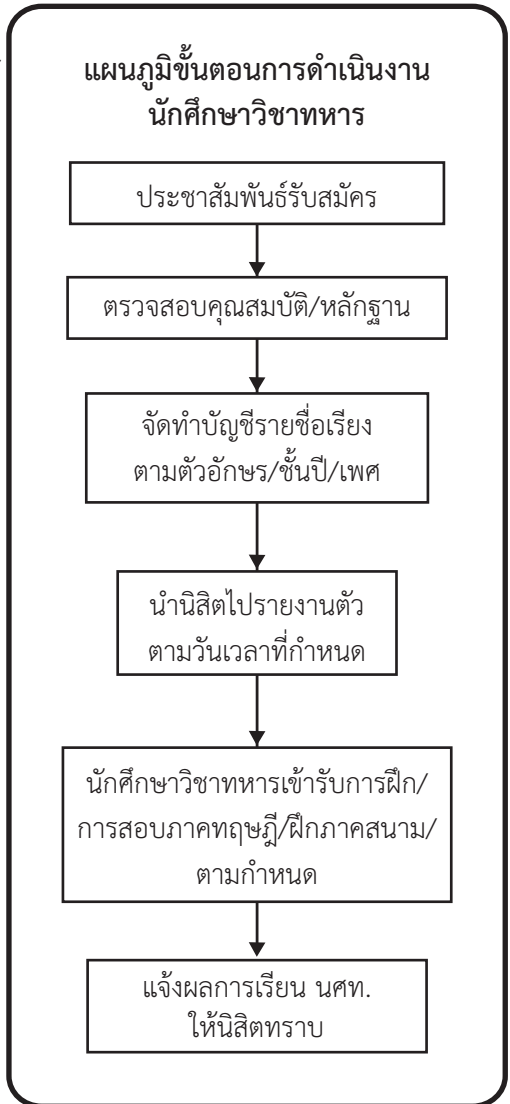 แผนภูมิขั้นตอนการดำเนินงาน
นักศึกษาวิชาทหาร
ประชาสัมพันธ์รับสมัคร
ตรวจสอบคุณสมบัติ/หลักฐาน
จัดทำบัญชีรายชื่อเรียง
ตามตัวอักษร/ชั้นปี/เพศ
นำนิสิตไปรายงานตัว
ตามวันเวลาที่กำหนด
นักศึกษาวิชาทหารเข้ารับการฝึก/
การสอบภาคทฤษฎี/ฝึกภาคสนาม/
ตามกำหนด
แจ้งผลการเรียน นศท.
ให้นิสิตทราบ